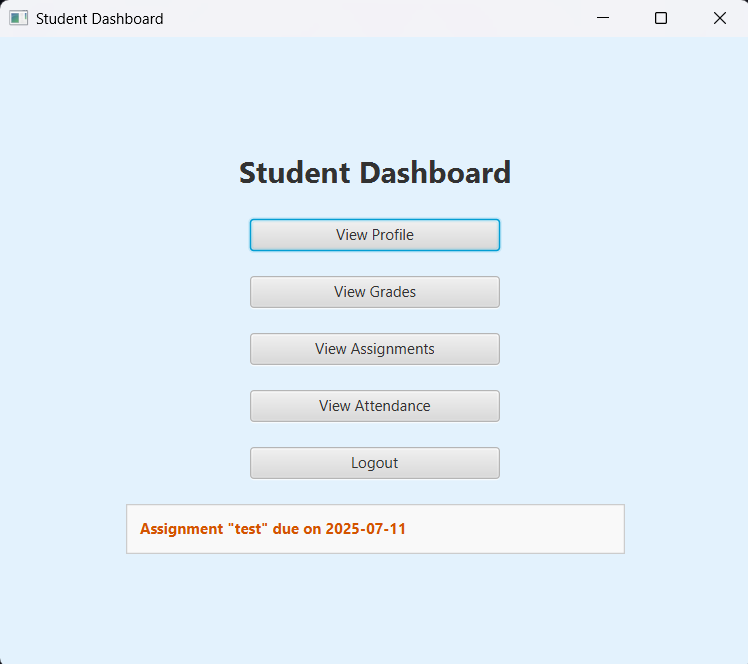 Student Dashboard
Student Dashboard
View Profile
View Grades
View Assignments
View Attendance
Logout
Assignment "test" due on 2025-07-11